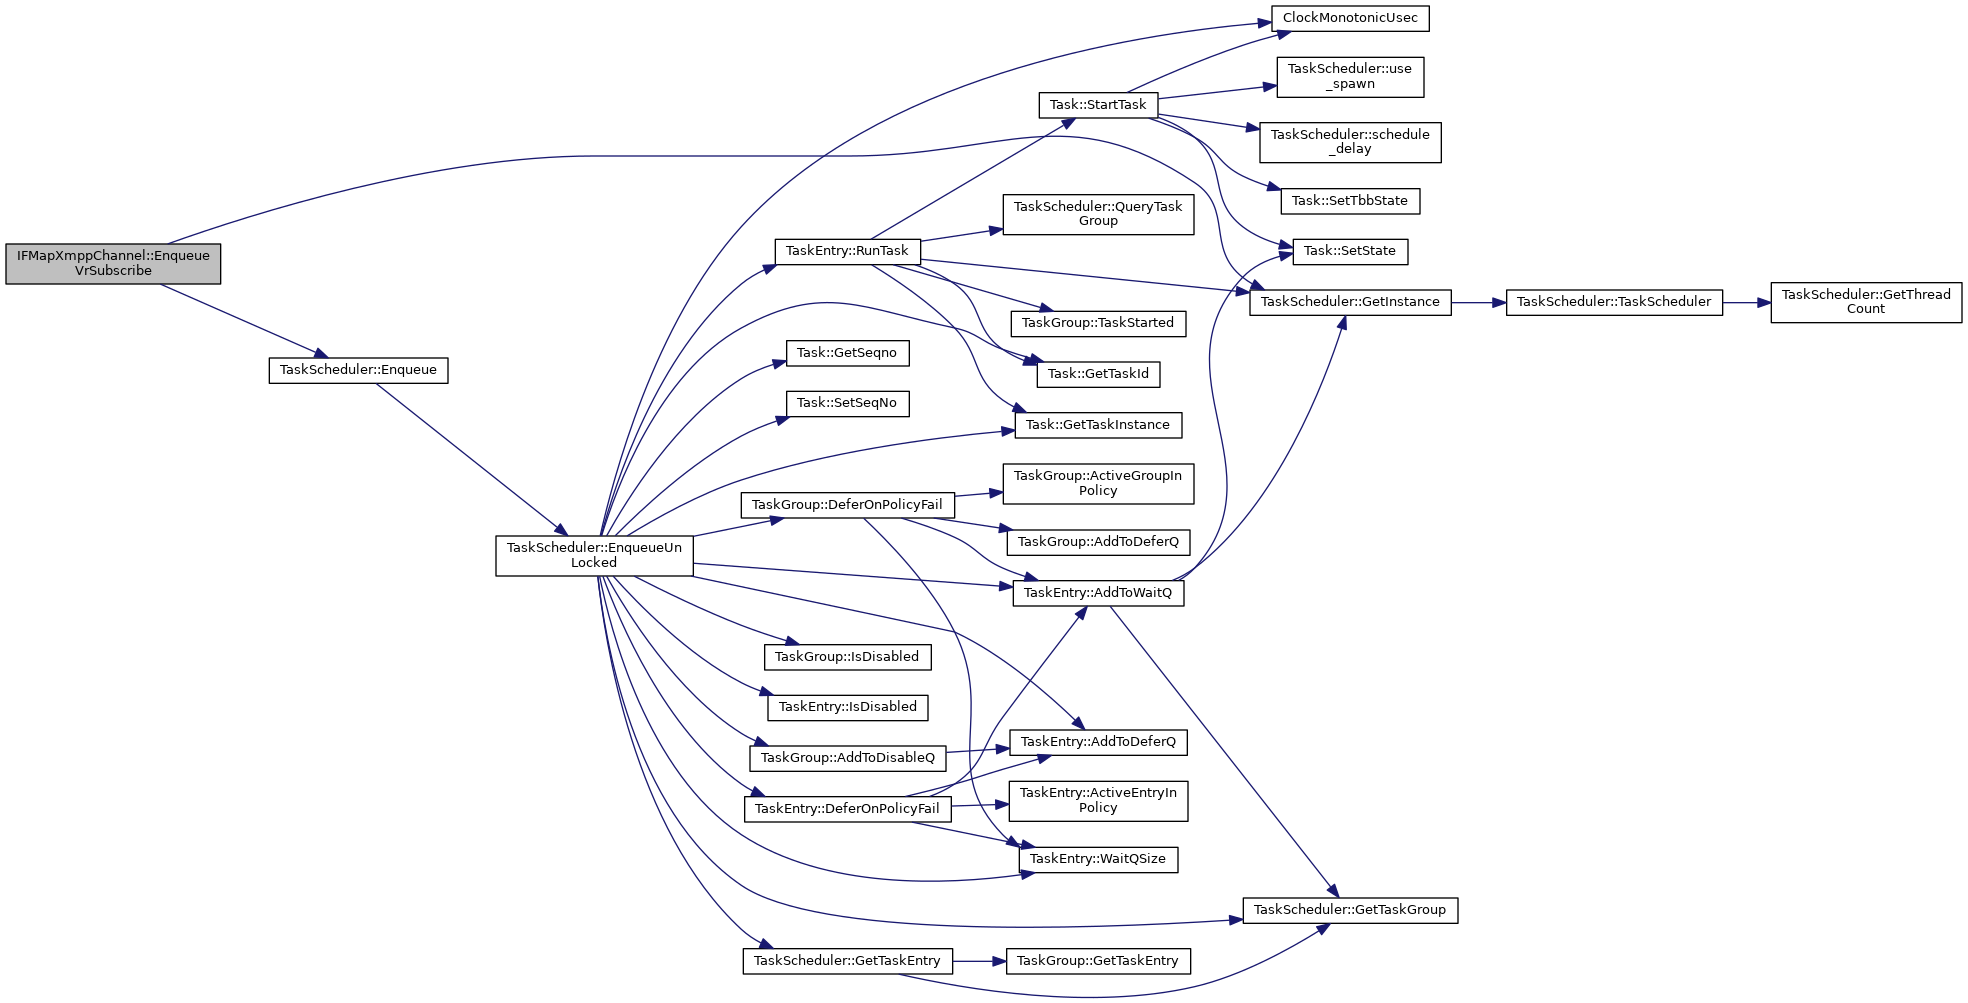 ClockMonotonicUsec
TaskScheduler::use
_spawn
Task::StartTask
TaskScheduler::schedule
_delay
Task::SetTbbState
TaskScheduler::QueryTask
Group
IFMapXmppChannel::Enqueue
VrSubscribe
TaskEntry::RunTask
Task::SetState
TaskScheduler::GetInstance
TaskScheduler::TaskScheduler
TaskScheduler::GetThread
Count
TaskGroup::TaskStarted
Task::GetSeqno
TaskScheduler::Enqueue
Task::GetTaskId
Task::SetSeqNo
Task::GetTaskInstance
TaskGroup::ActiveGroupIn
Policy
TaskGroup::DeferOnPolicyFail
TaskGroup::AddToDeferQ
TaskScheduler::EnqueueUn
Locked
TaskEntry::AddToWaitQ
TaskGroup::IsDisabled
TaskEntry::IsDisabled
TaskEntry::AddToDeferQ
TaskGroup::AddToDisableQ
TaskEntry::ActiveEntryIn
Policy
TaskEntry::DeferOnPolicyFail
TaskEntry::WaitQSize
TaskScheduler::GetTaskGroup
TaskScheduler::GetTaskEntry
TaskGroup::GetTaskEntry